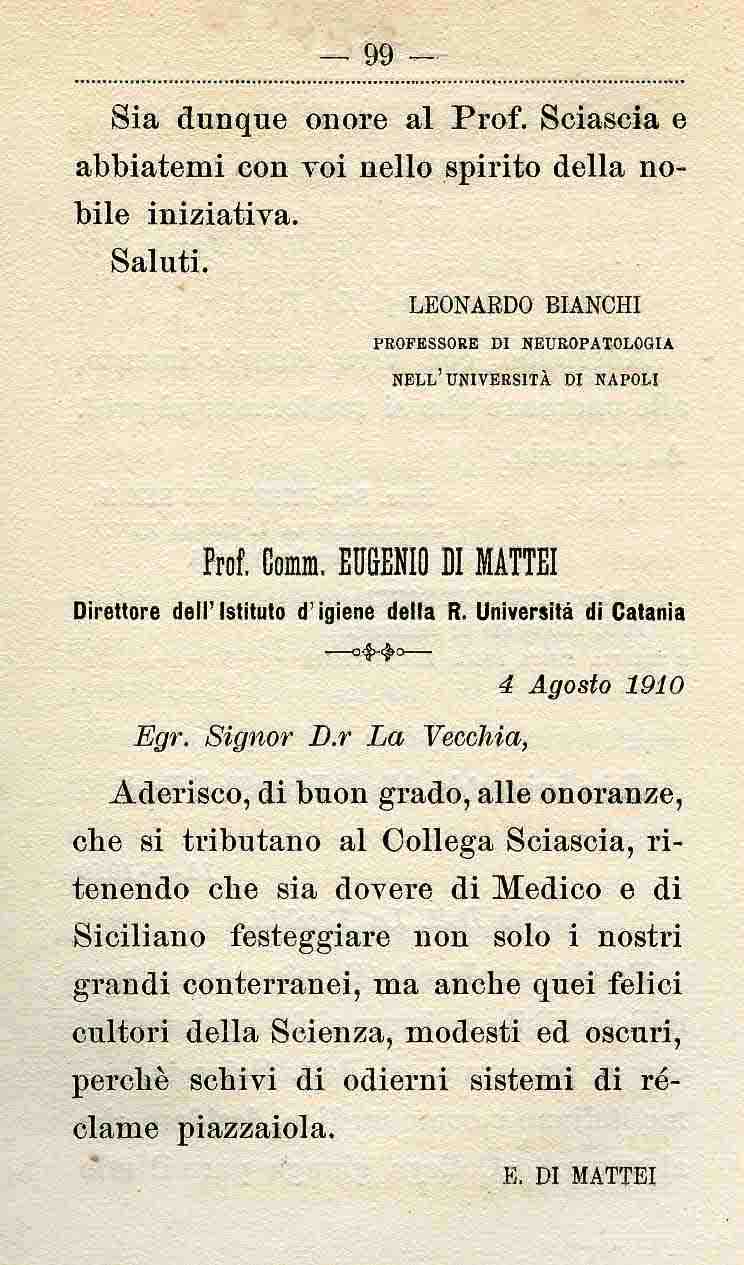 — 99 —
Sia dunque onore al Prof. Sciascia e
abbiatemi con voi nello spirito della no-
bile iniziativa.
Saluti.
LEONARDO BIANCHI
PROFESSORE DI NEUROPATOLOGIA
NELL'UNIVERSITÀ DI NAPOLI
Prof. Comm. EUGENIO DI MATTEI
Direttore dell'Istituto d'igiene della R. Università di Catania
4 Agosto 1910
Egr. Signor D.r La Vecchia,
Aderisco, di buon grado, alle onoranze,
che si tributano al Collega Sciascia, ri-
tenendo che sia dovere di Medico e di
Siciliano festeggiare non solo i nostri
grandi conterranei, ma anche quei felici
cultori della Scienza, modesti ed oscuri,
perchè schivi di odierni sistemi di ré-
clame piazzaiola.
E. DI MATTEI